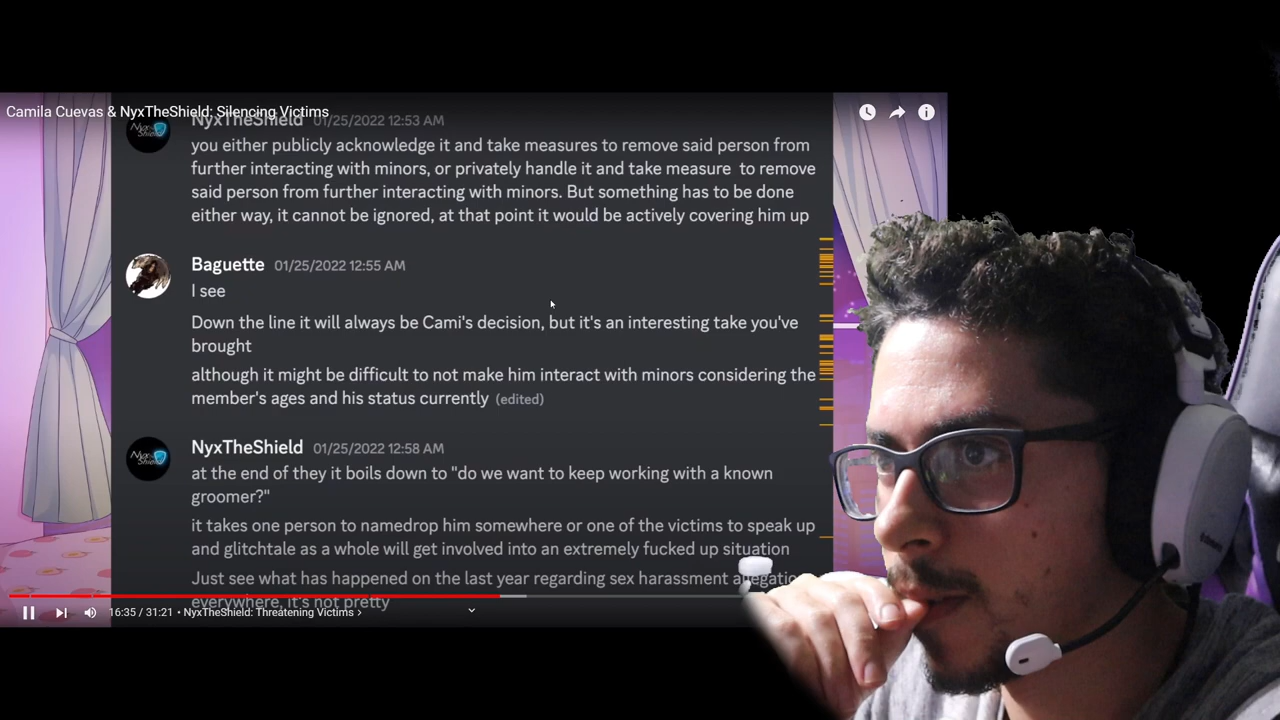 Camila Cuevas & NyxTheShield: Silencing Victims
NyxTheShield 01/25/2022 12:53 AM
you either publicly acknowledge it and take measures to remove said person from
further interacting with minors, or privately handle it and take measure to remove
said person from further interacting with minors. But something has to be done
either way, it cannot be ignored, at that point it would be actively covering him up
Baguette 01/25/2022 12:55 AM
I see
Down the line it will always be Cami's decision, but it's an interesting take you've
brought
although it might be difficult to not make him interact with minors considering the
member's ages and his status currently (edited)
NyxTheShield 01/25/2022 12:58 AM
at the end of they it boils down to "do we want to keep working with a known
groomer?"
it takes one person to namedrop him somewhere or one of the victims to speak up
and glitchtale as a whole will get involved into an extremely fucked up situation
Just see what has happened on the last year regarding sex harassment
everywhere, it's not pretty
16:35 / 31:21 • NyxTheShield: Threatening Victims >